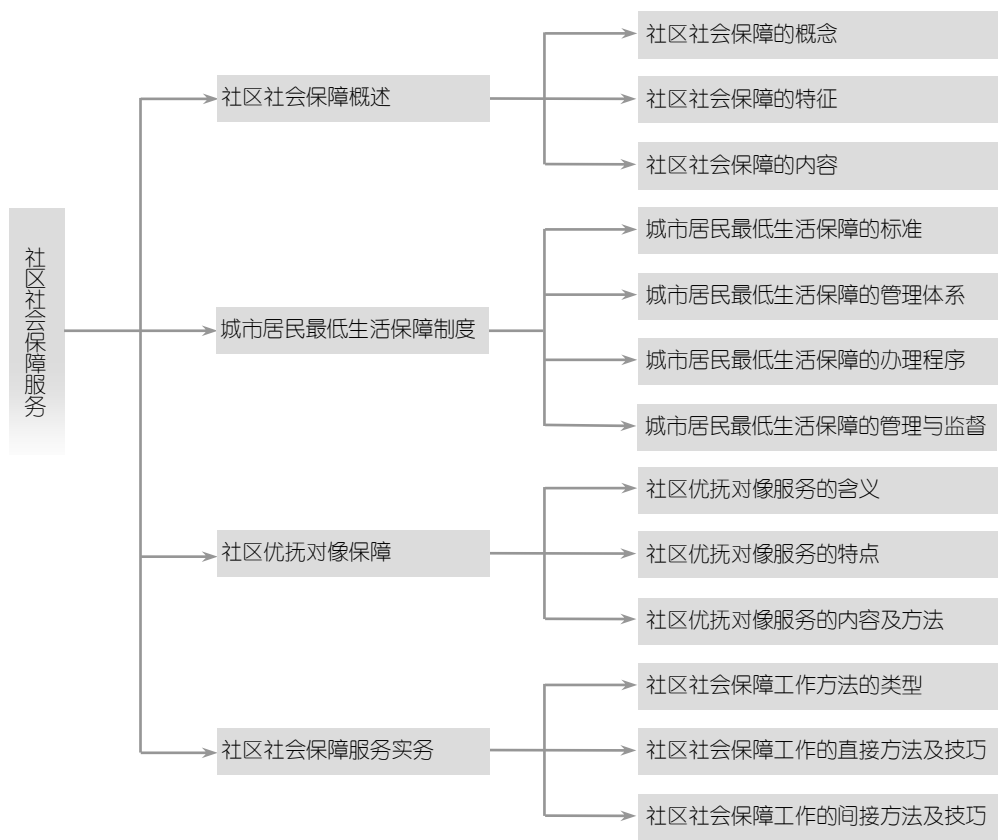 社区社会保障服务
社区社会保障概述
社区社会保障的概念
社区社会保障的特征
社区社会保障的内容
城市居民最低生活保障制度
城市居民最低生活保障的标准
城市居民最低生活保障的管理体系
城市居民最低生活保障的办理程序
城市居民最低生活保障的管理与监督
社区优抚对像保障
社区优抚对像服务的含义
社区优抚对像服务的特点
社区优抚对像服务的内容及方法
社区社会保障服务实务
社区社会保障工作方法的类型
社区社会保障工作的直接方法及技巧
社区社会保障工作的间接方法及技巧